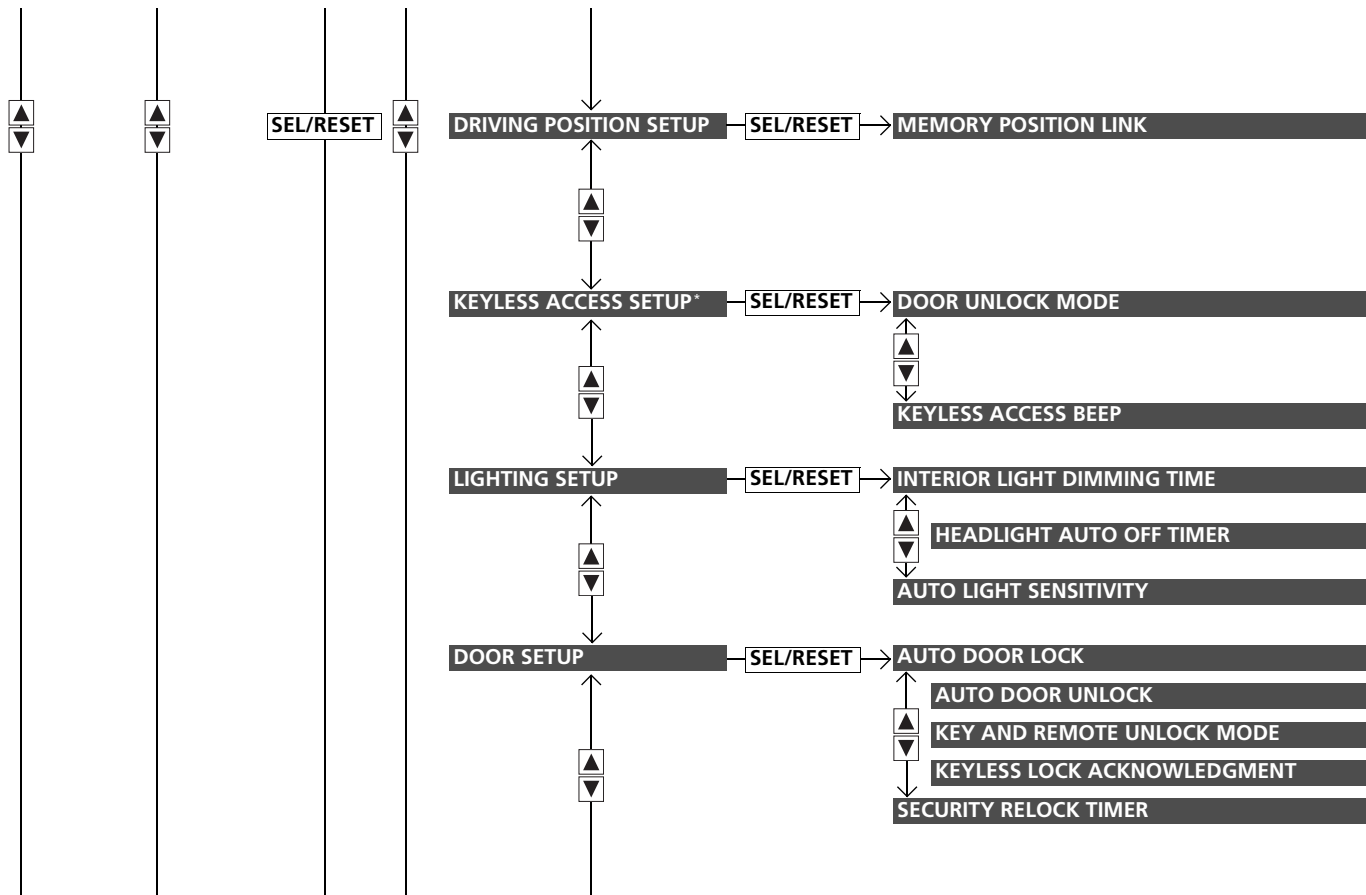 SEL/RESET
DRIVING POSITION SETUP SEL/RESET MEMORY POSITION LINK
KEYLESS ACCESS SETUP* SEL/RESET DOOR UNLOCK MODE
KEYLESS ACCESS BEEP
LIGHTING SETUP SEL/RESET INTERIOR LIGHT DIMMING TIME
HEADLIGHT AUTO OFF TIMER
AUTO LIGHT SENSITIVITY
DOOR SETUP SEL/RESET AUTO DOOR LOCK
AUTO DOOR UNLOCK
KEY AND REMOTE UNLOCK MODE
KEYLESS LOCK ACKNOWLEDGMENT
SECURITY RELOCK TIMER